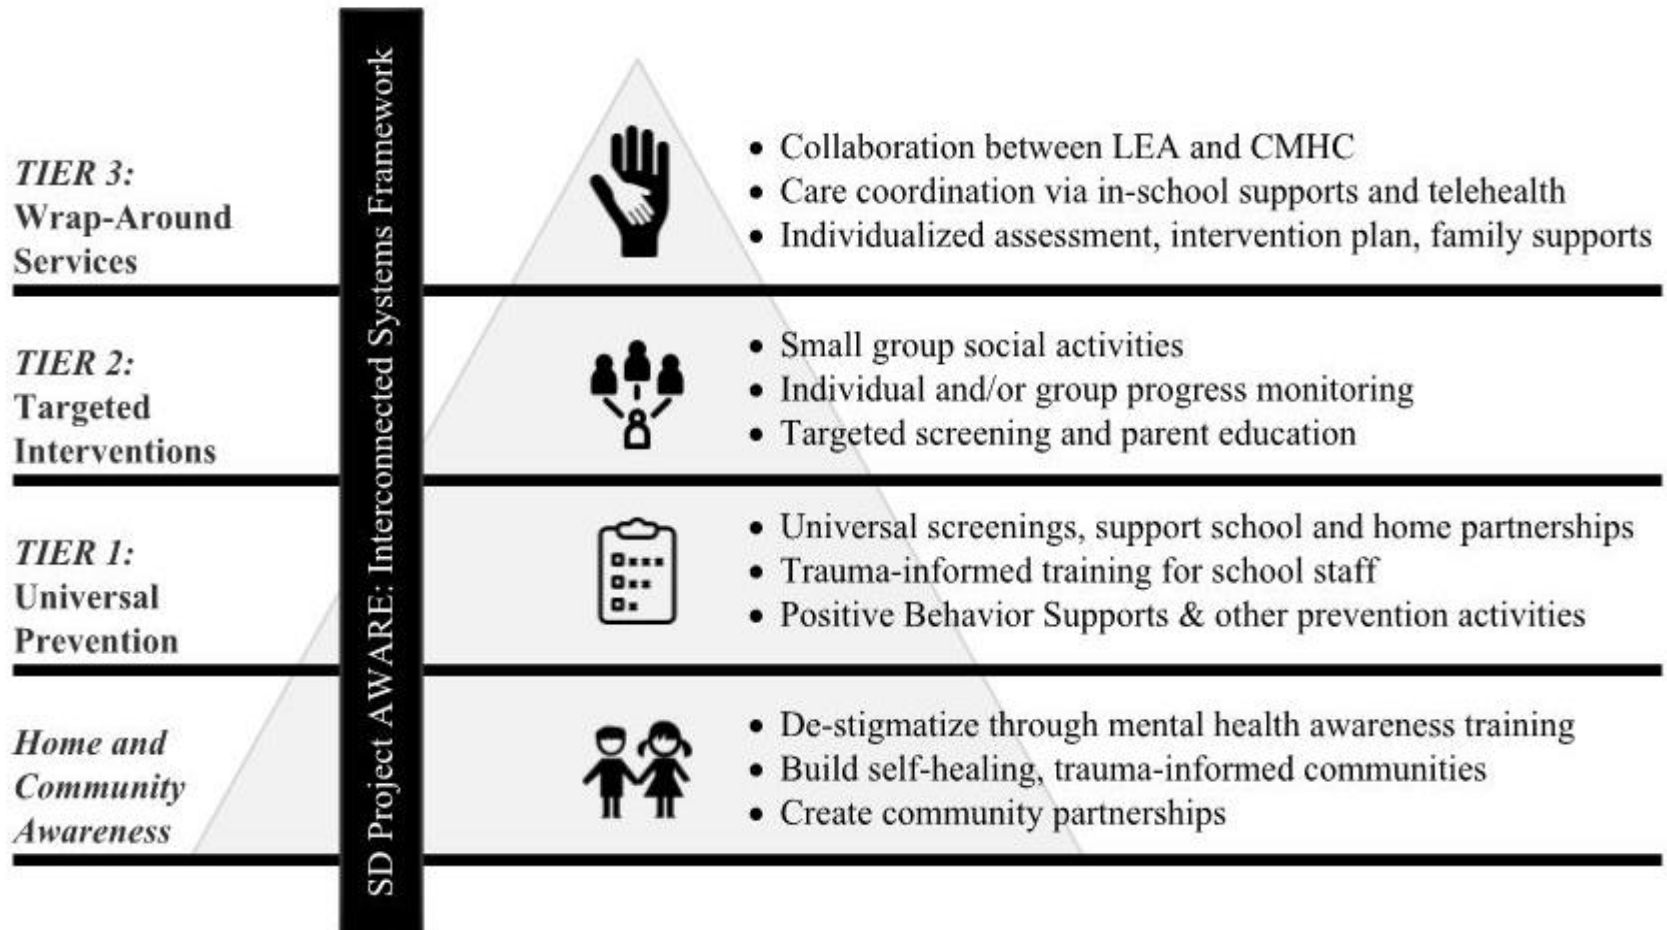 SD Project AWARE: Interconnected Systems Framework
TIER 3:
Wrap-Around
Services
• Collaboration between LEA and CMHC
• Care coordination via in-school supports and telehealth
• Individualized assessment, intervention plan, family supports
TIER 2:
Targeted
Interventions
• Small group social activities
• Individual and/or group progress monitoring
• Targeted screening and parent education
TIER 1:
Universal
Prevention
• Universal screenings, support school and home partnerships
• Trauma-informed training for school staff
• Positive Behavior Supports & other prevention activities
Home and
Community
Awareness
• De-stigmatize through mental health awareness training
• Build self-healing, trauma-informed communities
• Create community partnerships